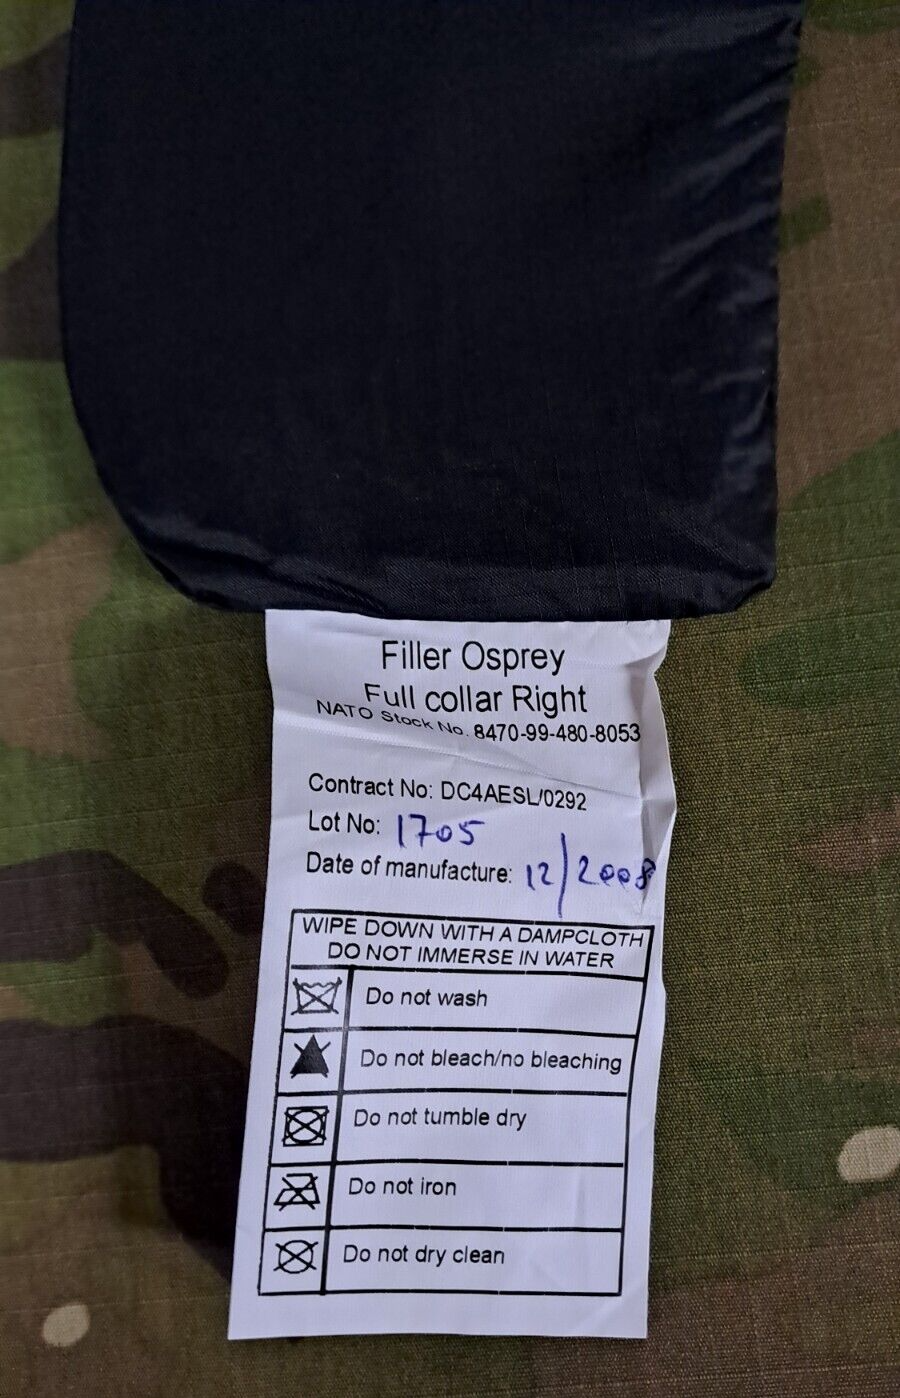 Filler Osprey
Full collar Right
NATO Stock No. 8470-99-480-8053
Contract No: DC4AESL/0292
Lot No: 1705
Date of manufacture: 12/2008
WIPE DOWN WITH A DAMPCLOTH
DO NOT IMMERSE IN WATER
Do not wash
Do not bleach/no bleaching
Do not tumble dry
Do not iron
Do not dry clean